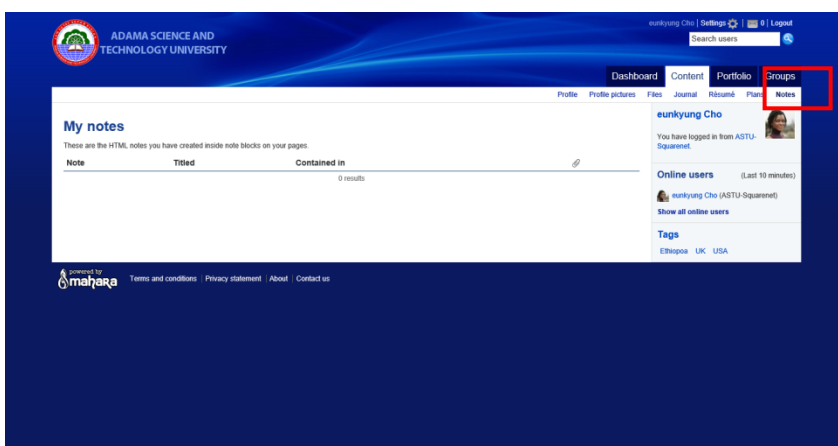 eunkyung Cho | Settings | 0 | Logout
ADAMA SCIENCE AND
TECHNOLOGY UNIVERSITY
Search users
Dashboard Content Portfolio Groups
Profile Profile pictures Files Journal Résumé Plans Notes
My notes
These are the HTML notes you have created inside note blocks on your pages.
Note Titled Contained in
0 results
eunkyung Cho
You have logged in from ASTU-
Squarenet.
Online users (Last 10 minutes)
eunkyung Cho (ASTU-Squarenet)
Show all online users
Tags
Ethiopoa UK USA
powered by
mahara
Terms and conditions | Privacy statement | About | Contact us